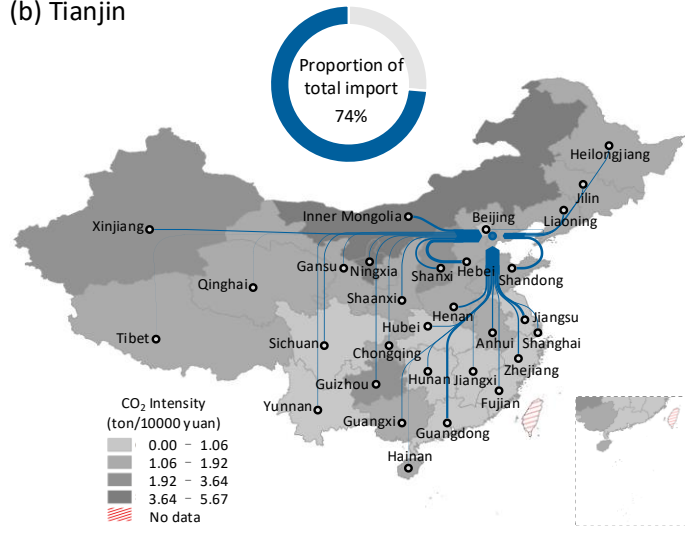 (b) Tianjin
Proportion of
total import
74%
Heilongjiang
Jilin
Liaoning
Beijing
Inner Mongolia
Xinjiang
Gansu
Ningxia
Shanxi
Hebei
Shandong
Qinghai
Shaanxi
Henan
Jiangsu
Hubei
Tibet
Sichuan
Chongqing
Anhui
Shanghai
Zhejiang
Guizhou
Hunan
Jiangxi
Fujian
Yunnan
Guangxi
Guangdong
Hainan
CO₂ Intensity
(ton/10000 yuan)
0.00 - 1.06
1.06 - 1.92
1.92 - 3.64
3.64 - 5.67
No data